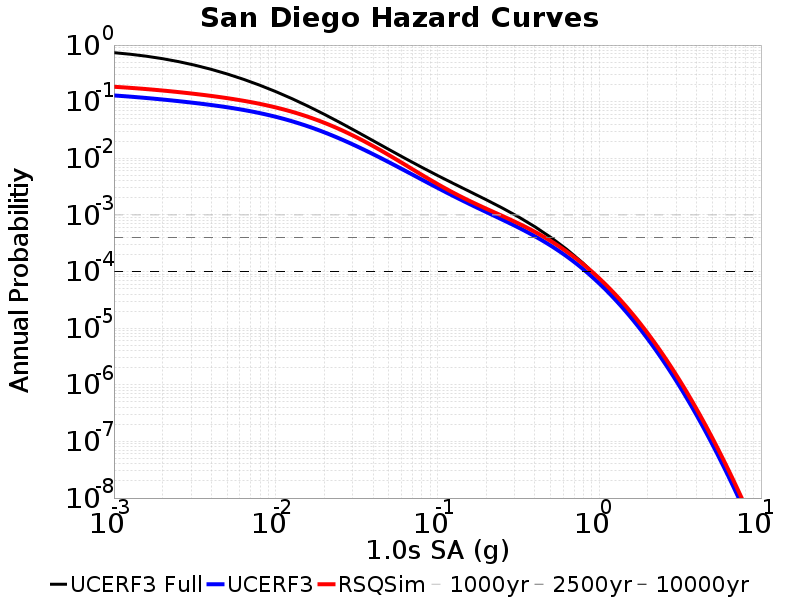 San Diego Hazard Curves
Annual Probabilitiy
10^0
10^-1
10^-2
10^-3
10^-4
10^-5
10^-6
10^-7
10^-8
10^-3 10^-2 10^-1 10^0 10^1
1.0s SA (g)
UCERF3 Full UCERF3 RSQSim 1000yr 2500yr 10000yr